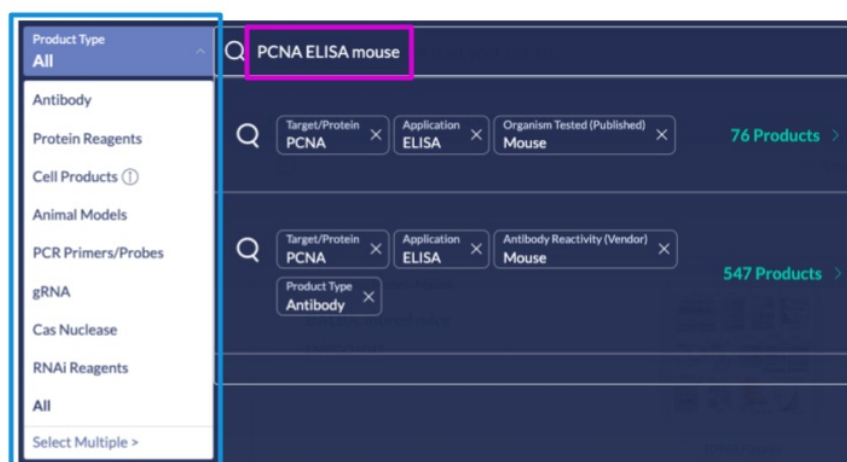 Product Type
All
PCNA ELISA mouse
Antibody
Protein Reagents
Cell Products
Animal Models
PCR Primers/Probes
gRNA
Cas Nuclease
RNAi Reagents
All
Select Multiple >
Target/Protein
PCNA
Application
ELISA
Organism Tested (Published)
Mouse
76 Products >
Target/Protein
PCNA
Application
ELISA
Antibody Reactivity (Vendor)
Mouse
Product Type
Antibody
547 Products >